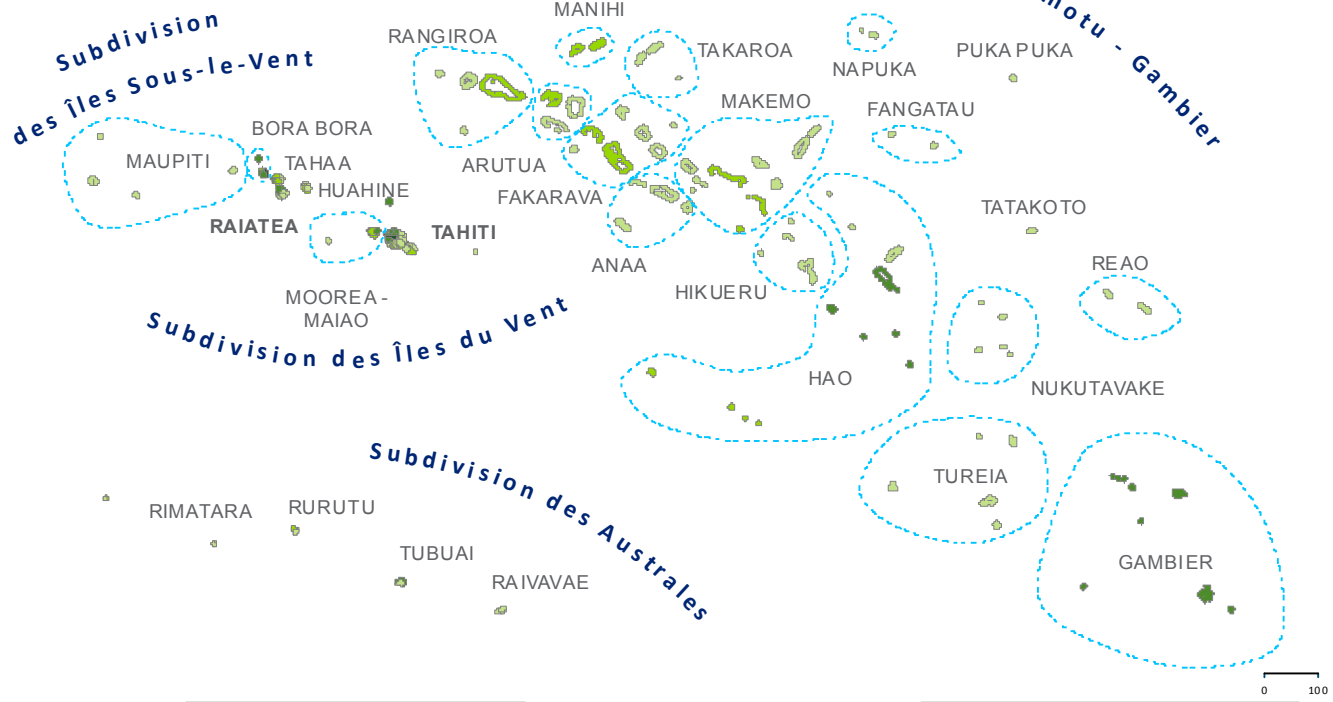 MANIHI
Subdivision
des Îles Sous-le-Vent
RANGIROA
TAKAROA
NAPUKA
PUKA PUKA
- Gambier
MAKEMO
FANGATAU
BORA BORA
MAUPITI
TAHAA
ARUTUA
HUAHINE
FAKARAVA
TATAKOTO
RAIATEA
TAHITI
ANAA
REAO
HIKUERU
MOOREA -
MAIAO
Subdivision des Îles du Vent
HAO
NUKUTAVAKE
Subdivision des Australes
TUREIA
RIMATARA
RURUTU
TUBUAI
RAIVAVAE
GAMBIER
0 100